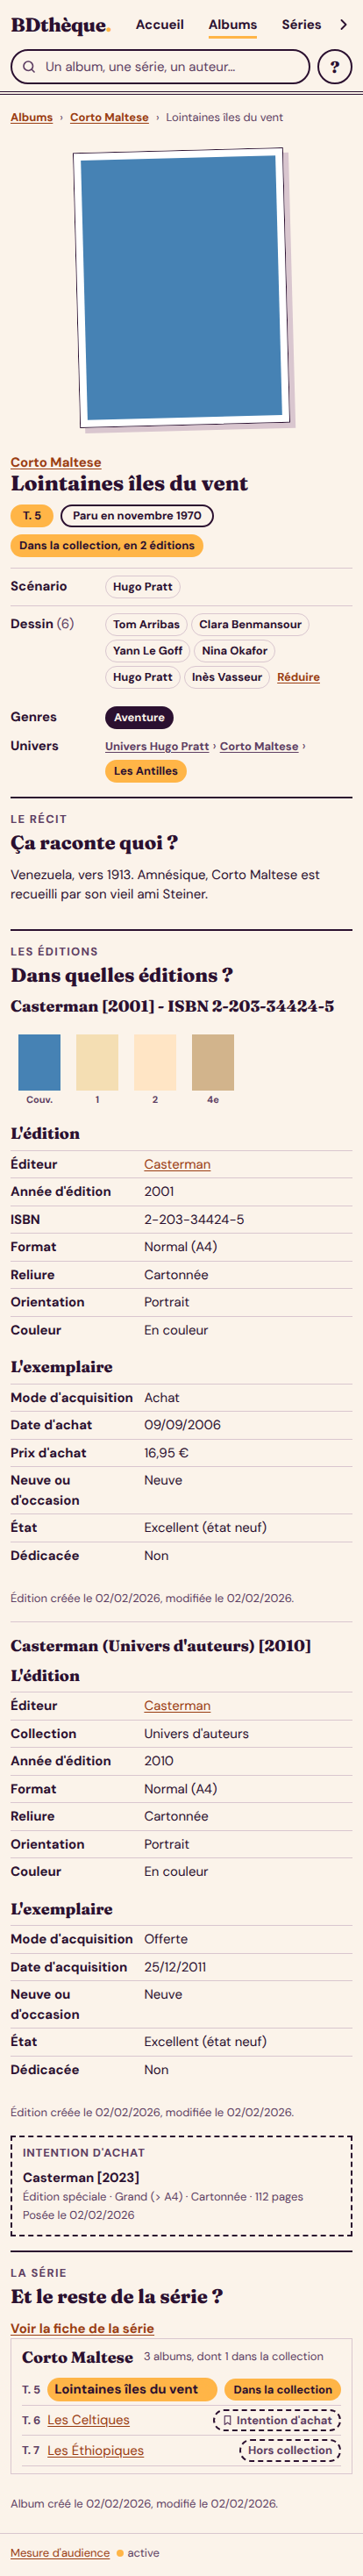 BDthèque.
Accueil Albums Séries
Un album, une série, un auteur... ?
Albums › Corto Maltese › Lointaines îles du vent
Corto Maltese
Lointaines îles du vent
T. 5 Paru en novembre 1970
Dans la collection, en 2 éditions
Scénario Hugo Pratt
Dessin (6) Tom Arribas Clara Benmansour
Yann Le Goff Nina Okafor
Hugo Pratt Inès Vasseur Réduire
Genres Aventure
Univers Univers Hugo Pratt › Corto Maltese ›
Les Antilles
LE RÉCIT
Ça raconte quoi ?
Venezuela, vers 1913. Amnésique, Corto Maltese est
recueilli par son vieil ami Steiner.
LES ÉDITIONS
Dans quelles éditions ?
Casterman [2001] - ISBN 2-203-34424-5
Couv. 1 2 4e
L'édition
Éditeur Casterman
Année d'édition 2001
ISBN 2-203-34424-5
Format Normal (A4)
Reliure Cartonnée
Orientation Portrait
Couleur En couleur
L'exemplaire
Mode d'acquisition Achat
Date d'achat 09/09/2006
Prix d'achat 16,95 €
Neuve ou Neuve
d'occasion
État Excellent (état neuf)
Dédicacée Non
Édition créée le 02/02/2026, modifiée le 02/02/2026.
Casterman (Univers d'auteurs) [2010]
L'édition
Éditeur Casterman
Collection Univers d'auteurs
Année d'édition 2010
Format Normal (A4)
Reliure Cartonnée
Orientation Portrait
Couleur En couleur
L'exemplaire
Mode d'acquisition Offerte
Date d'acquisition 25/12/2011
Neuve ou Neuve
d'occasion
État Excellent (état neuf)
Dédicacée Non
Édition créée le 02/02/2026, modifiée le 02/02/2026.
INTENTION D'ACHAT
Casterman [2023]
Édition spéciale · Grand (> A4) · Cartonnée · 112 pages
Posée le 02/02/2026
LA SÉRIE
Et le reste de la série ?
Voir la fiche de la série
Corto Maltese 3 albums, dont 1 dans la collection
T. 5 Lointaines îles du vent Dans la collection
T. 6 Les Celtiques Intention d'achat
T. 7 Les Éthiopiques Hors collection
Album créé le 02/02/2026, modifié le 02/02/2026.
Mesure d'audience active